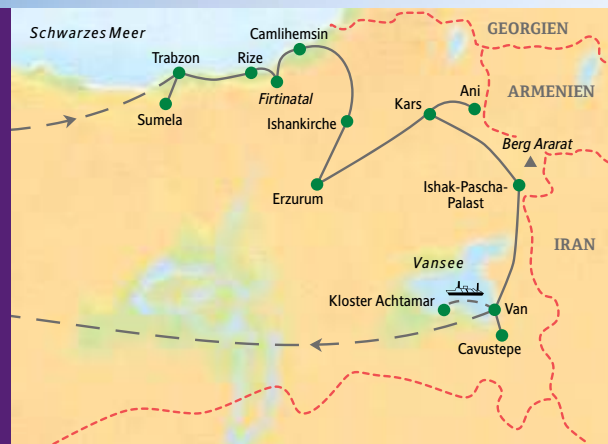 Schwarzes Meer
Camlihemsin
GEORGIEN
Trabzon
Rize
Firtinatal
Sumela
Ishankirche
Kars
Ani
ARMENIEN
Berg Ararat
Erzurum
Ishak-Pascha-
Palast
IRAN
Vansee
Kloster Achtamar
Van
Cavustepe